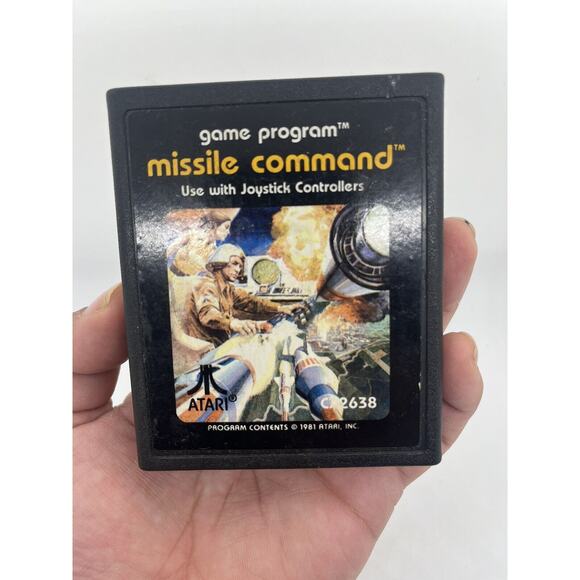 game program™
missile command™
Use with Joystick Controllers
ATARI®
CX2638
PROGRAM CONTENTS © 1981 ATARI, INC.